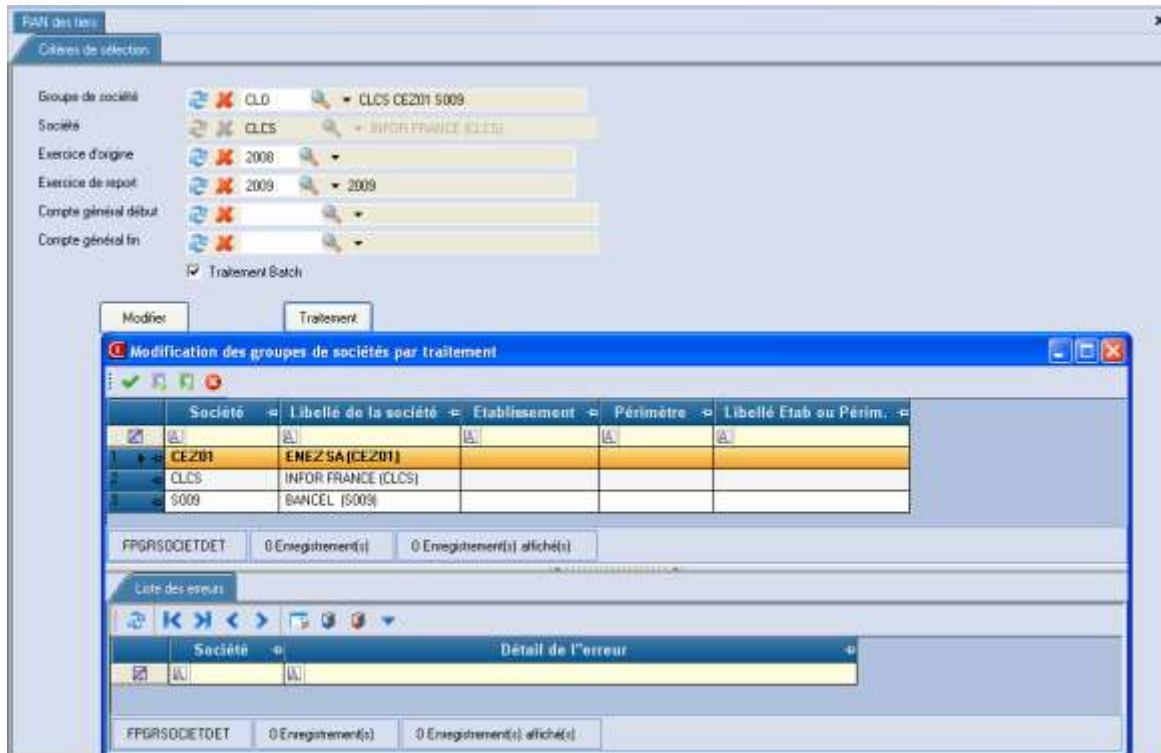 RAN des tiers
Critères de sélection
Groupe de société CLO CLCS CEZ01 S009
Société CLCS INFOR FRANCE (CLCS)
Exercice d'origine 2008
Exercice de report 2009 2009
Compte général début
Compte général fin
Traitement Batch
Modifier Traitement
Modification des groupes de sociétés par traitement
Société Libellé de la société Etablissement Périmètre Libellé Etab ou Périm.
1 CEZ01 ENEZ SA (CEZ01)
2 CLCS INFOR FRANCE (CLCS)
3 S009 BANCEL (S009)
FPGRSOCIETDET 0 Enregistrement(s) 0 Enregistrement(s) affiché(s)
Liste des erreurs
Société Détail de l''erreur
FPGRSOCIETDET 0 Enregistrement(s) 0 Enregistrement(s) affiché(s)